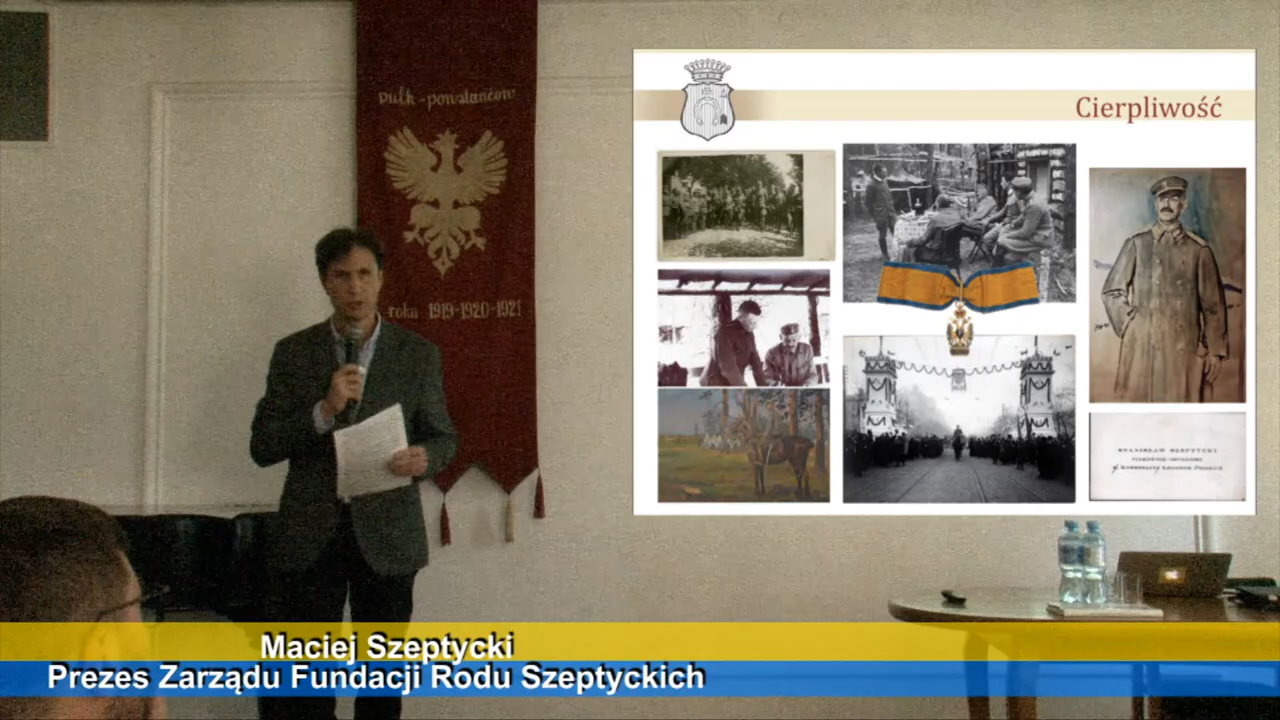 pułk - powstańców
roku 1919-1920-1921
Cierpliwość
Maciej Szeptycki
Prezes Zarządu Fundacji Rodu Szeptyckich